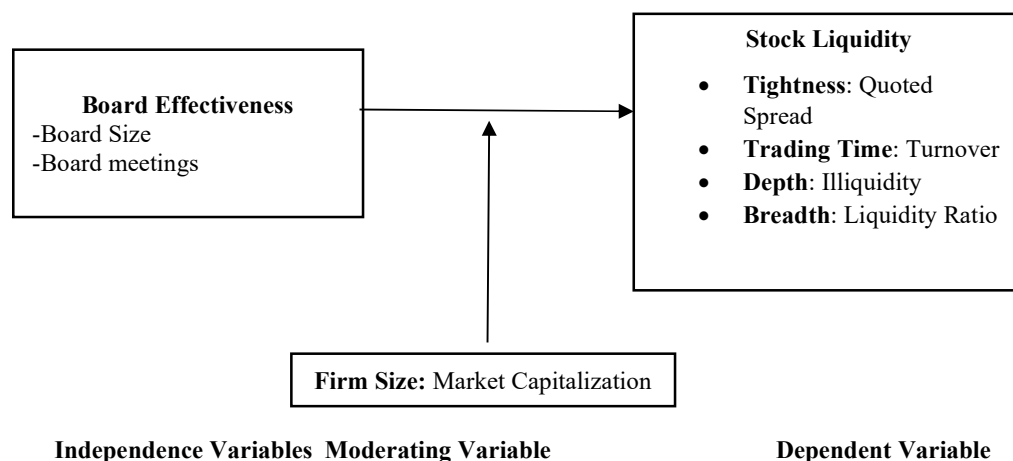 Board Effectiveness
-Board Size
-Board meetings
Stock Liquidity
• Tightness: Quoted
Spread
• Trading Time: Turnover
• Depth: Illiquidity
• Breadth: Liquidity Ratio
Firm Size: Market Capitalization
Independence Variables Moderating Variable Dependent Variable